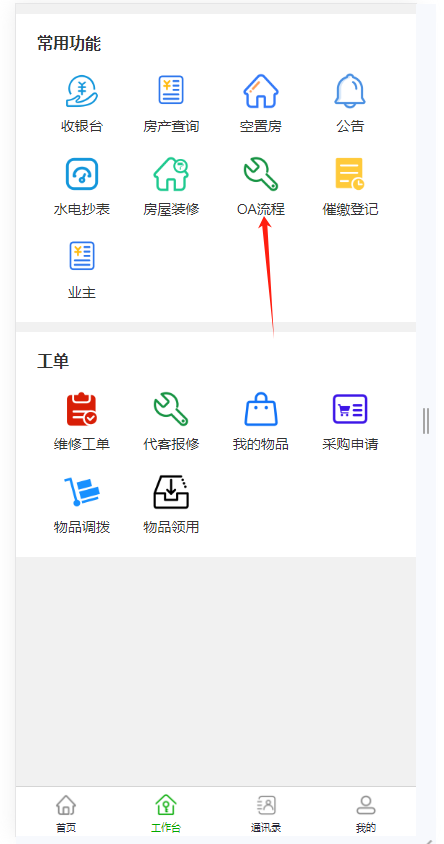 常用功能
收银台 房产查询 空置房 公告
水电抄表 房屋装修 OA流程 催缴登记
业主
工单
维修工单 代客报修 我的物品 采购申请
物品调拨 物品领用
首页 工作台 通讯录 我的